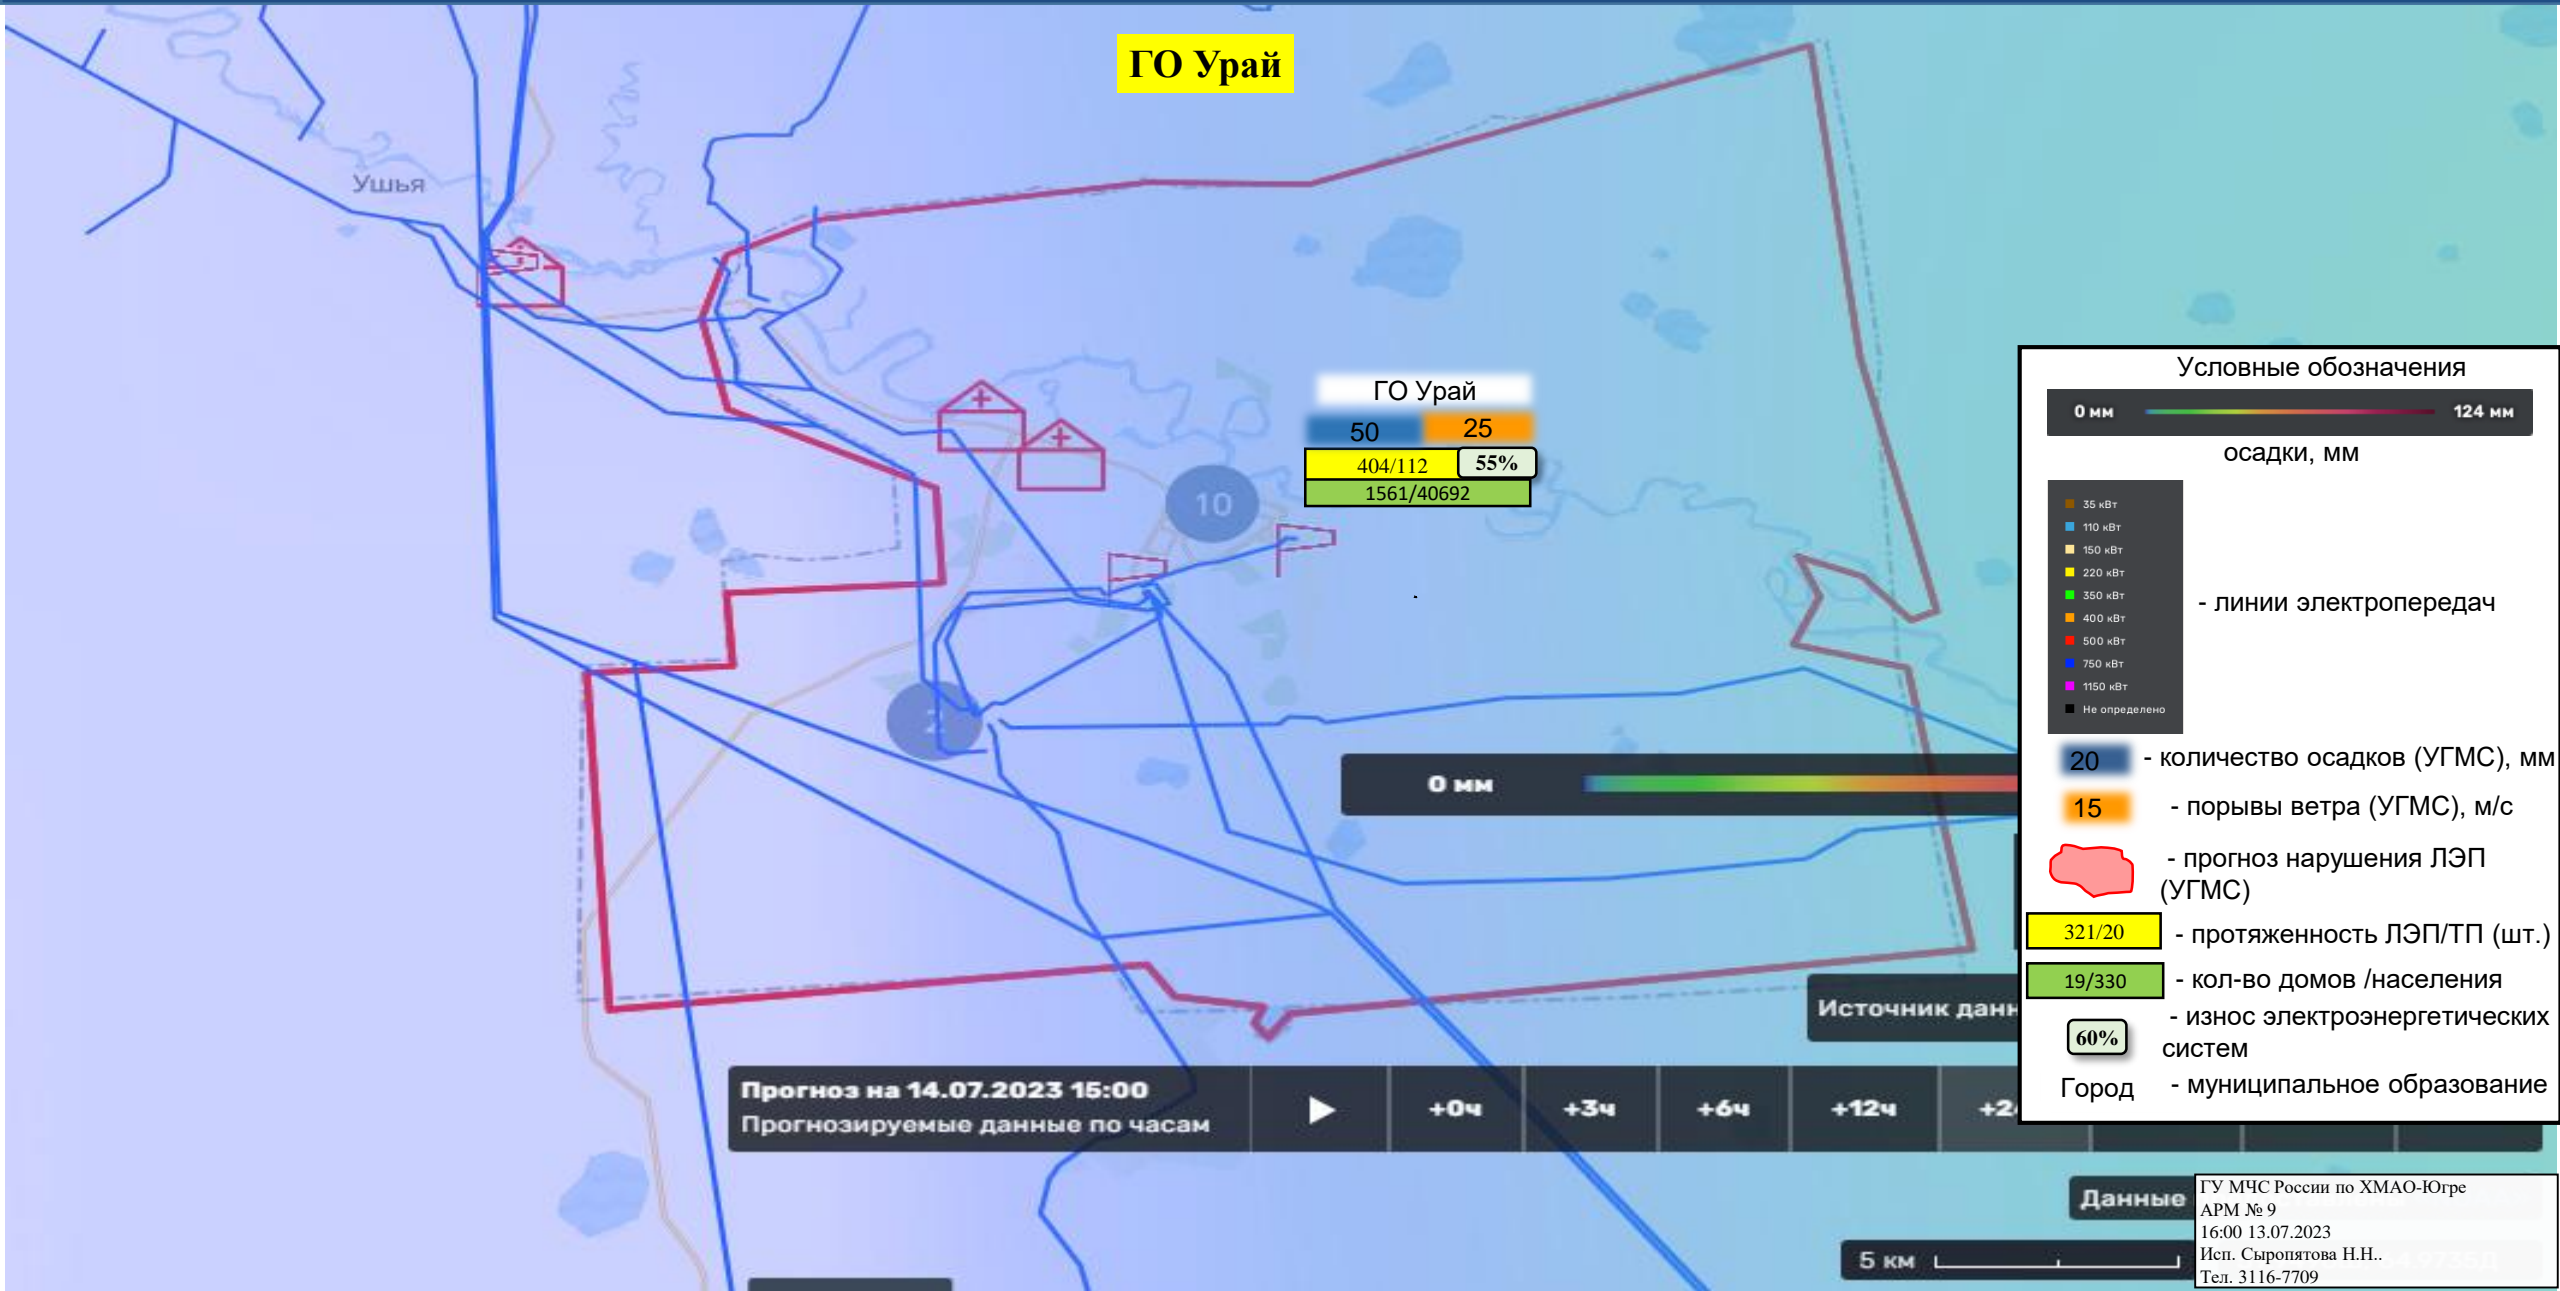 ГО Урай
Ушья
ГО Урай
50 25
404/112 55%
1561/40692
10
2
0 мм
Источник данн
Прогноз на 14.07.2023 15:00
Прогнозируемые данные по часам
+0ч +3ч +6ч +12ч +2
Данные
5 км
Условные обозначения
0 мм 124 мм
осадки, мм
35 кВт
110 кВт
150 кВт
220 кВт
350 кВт
400 кВт
500 кВт
750 кВт
1150 кВт
Не определено
- линии электропередач
20 - количество осадков (УГМС), мм
15 - порывы ветра (УГМС), м/с
- прогноз нарушения ЛЭП
(УГМС)
321/20 - протяженность ЛЭП/ТП (шт.)
19/330 - кол-во домов /населения
60% - износ электроэнергетических
систем
Город - муниципальное образование
ГУ МЧС России по ХМАО-Югре
АРМ № 9
16:00 13.07.2023
Исп. Сыропятова Н.Н..
Тел. 3116-7709